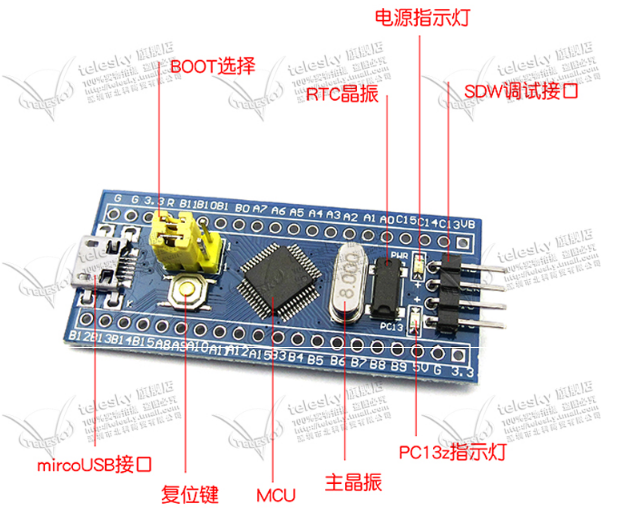 电源指示灯
BOOT选择
RTC晶振
SDW调试接口
telesky 旗舰店
TELESKY
G G 3.3 R B11 B10 B1 B0 A7 A6 A5 A4 A3 A2 A1 A0 C15 C14 C13 VB
PWR
8.000
PC13
B12 B13 B14 B15 A8 A9 A10 A11 A12 A15 B3 B4 B5 B6 B7 B8 B9 5V G 3.3
PC13z指示灯
mircoUSB接口
复位键
MCU
主晶振